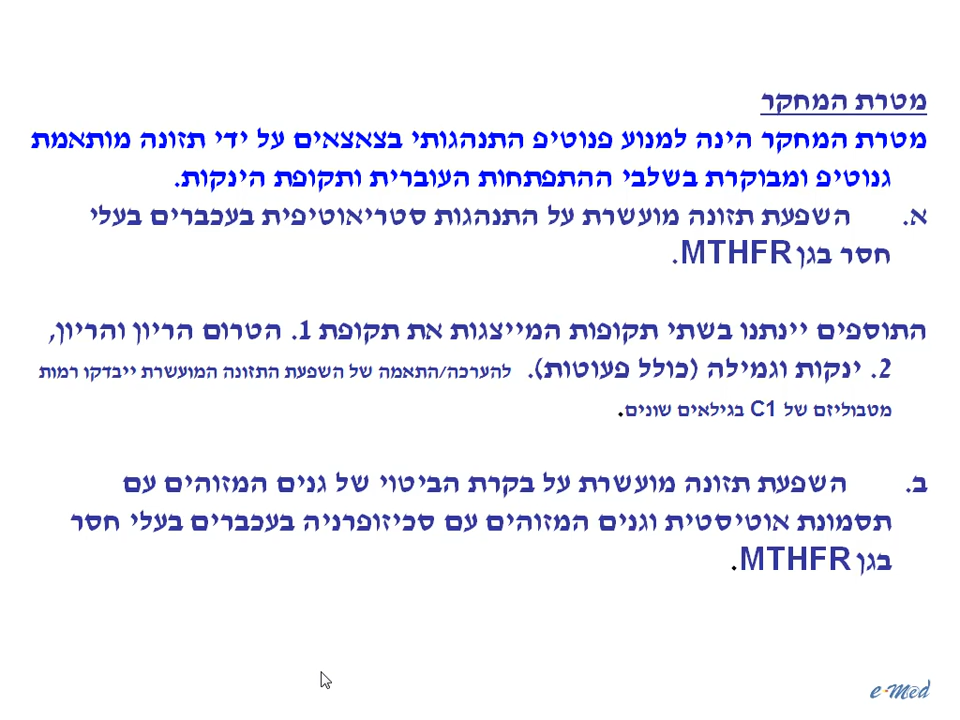 מטרת המחקר
מטרת המחקר הינה למנוע פנוטיפ התנהגותי בצאצאים על ידי תזונה מותאמת
גנוטיפ ומבוקרת בשלבי ההתפתחות העוברית ותקופת הינקות.
א. השפעת תזונה מועשרת על התנהגות סטריאוטיפית בעכברים בעלי
חסר בגן MTHFR.
התוספים יינתנו בשתי תקופות המייצגות את תקופת 1. הטרום הריון והריון,
2. ינקות וגמילה (כולל פעוטות). להערכה/התאמה של השפעת התזונה המועשרת ייבדקו רמות
מטבוליזם של C1 בגילאים שונים.
ב. השפעת תזונה מועשרת על בקרת הביטוי של גנים המזוהים עם
תסמונת אוטיסטית וגנים המזוהים עם סכיזופרניה בעכברים בעלי חסר
בגן MTHFR.
e-Med